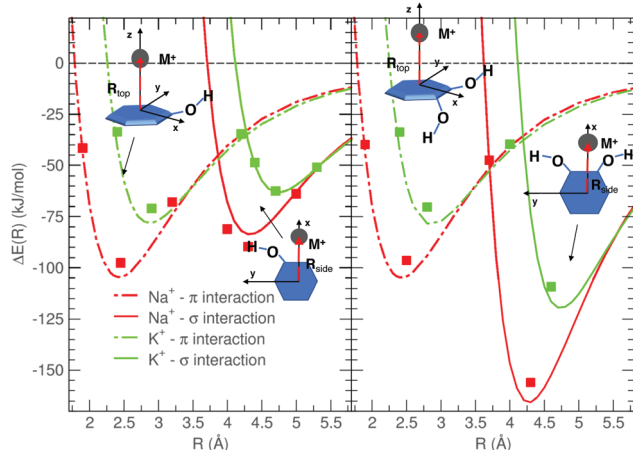 z
M⁺
R_top
y
x
O
H
z
M⁺
R_top
y
x
O
H
O
H
0
-25
-50
-75
-100
-125
-150
ΔE(R) (kJ/mol)
x
M⁺
R_side
y
H
O
x
M⁺
R_side
y
H
O
O
H
Na⁺ - π interaction
Na⁺ - σ interaction
K⁺ - π interaction
K⁺ - σ interaction
2 2.5 3 3.5 4 4.5 5 5.5
R (Å)
2 2.5 3 3.5 4 4.5 5 5.5
R (Å)